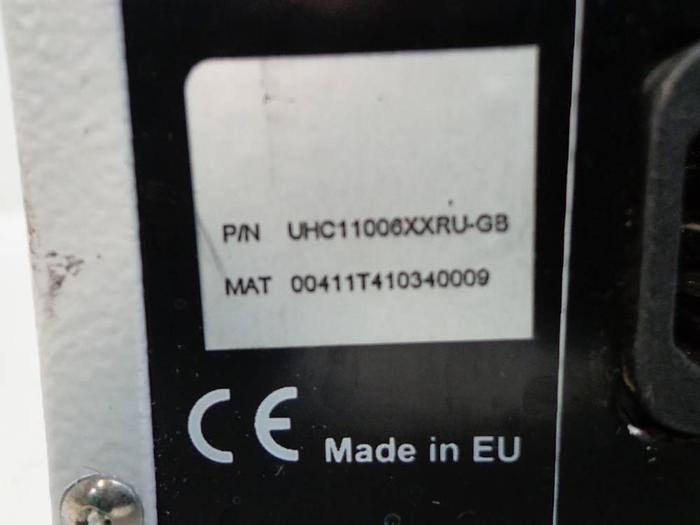 P/N UHC11006XXRU-GB
MAT 00411T410340009
CE Made in EU